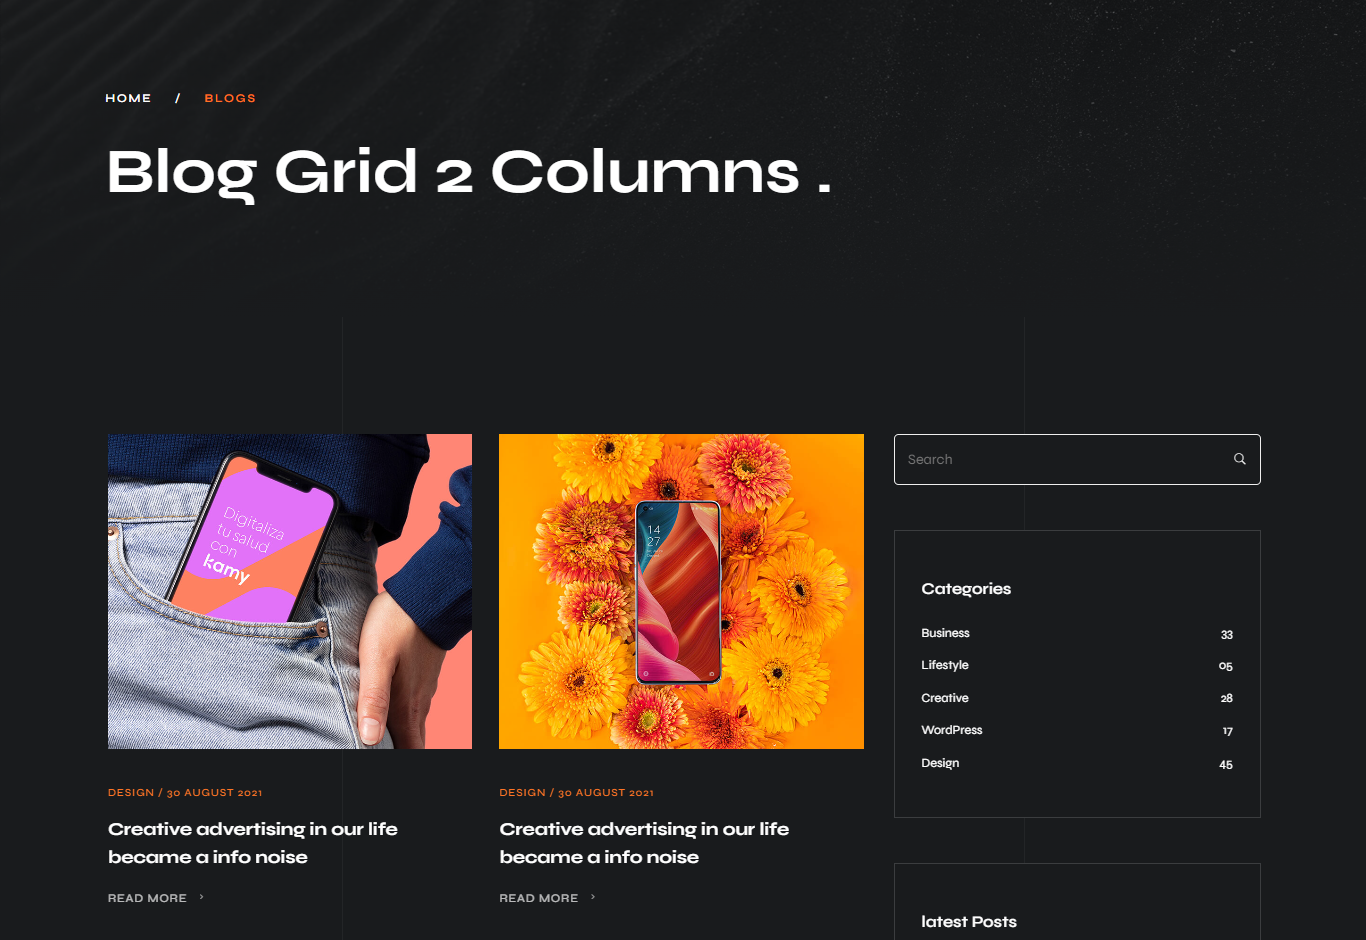 HOME / BLOGS
Blog Grid 2 Columns .
Digitaliza
tu salud
con
kamy
14
27
DESIGN / 30 AUGUST 2021
Creative advertising in our life
became a info noise
READ MORE >
DESIGN / 30 AUGUST 2021
Creative advertising in our life
became a info noise
READ MORE >
Search
Categories
Business 33
Lifestyle 05
Creative 28
WordPress 17
Design 45
latest Posts